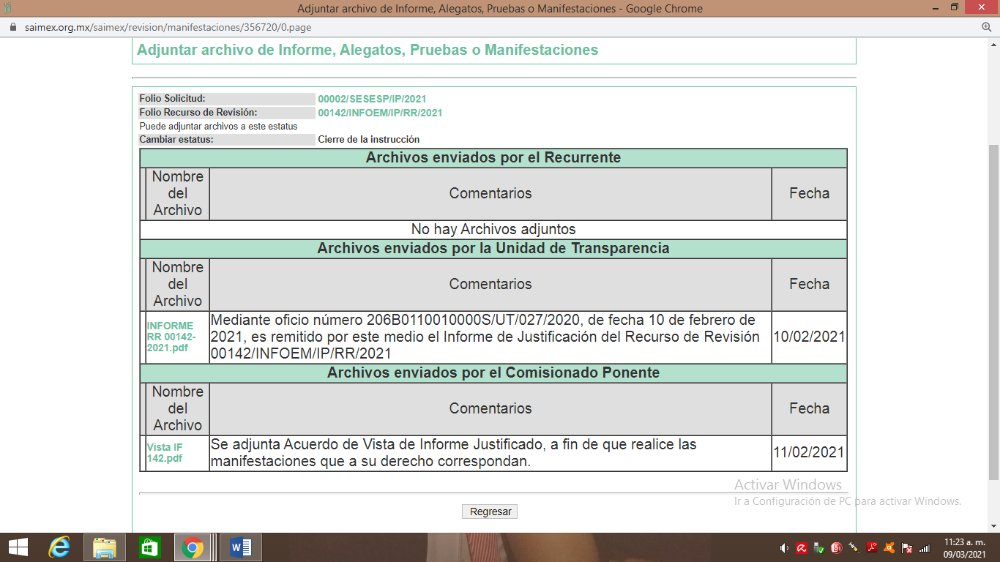 Adjuntar archivo de Informe, Alegatos, Pruebas o Manifestaciones - Google Chrome
saimex.org.mx/saimex/revision/manifestaciones/356720/0.page
Adjuntar archivo de Informe, Alegatos, Pruebas o Manifestaciones
Folio Solicitud: 00002/SESESP/IP/2021
Folio Recurso de Revisión: 00142/INFOEM/IP/RR/2021
Puede adjuntar archivos a este estatus
Cambiar estatus: Cierre de la instrucción
Archivos enviados por el Recurrente
Nombre
del
Archivo
Comentarios
Fecha
No hay Archivos adjuntos
Archivos enviados por la Unidad de Transparencia
Nombre
del
Archivo
Comentarios
Fecha
INFORME
RR 00142-
2021.pdf
Mediante oficio número 206B0110010000S/UT/027/2020, de fecha 10 de febrero de
2021, es remitido por este medio el Informe de Justificación del Recurso de Revisión
00142/INFOEM/IP/RR/2021
10/02/2021
Archivos enviados por el Comisionado Ponente
Nombre
del
Archivo
Comentarios
Fecha
Vista IF
142.pdf
Se adjunta Acuerdo de Vista de Informe Justificado, a fin de que realice las
manifestaciones que a su derecho correspondan.
11/02/2021
Activar Windows
Ir a Configuración de PC para activar Windows.
Regresar
11:23 a. m.
09/03/2021